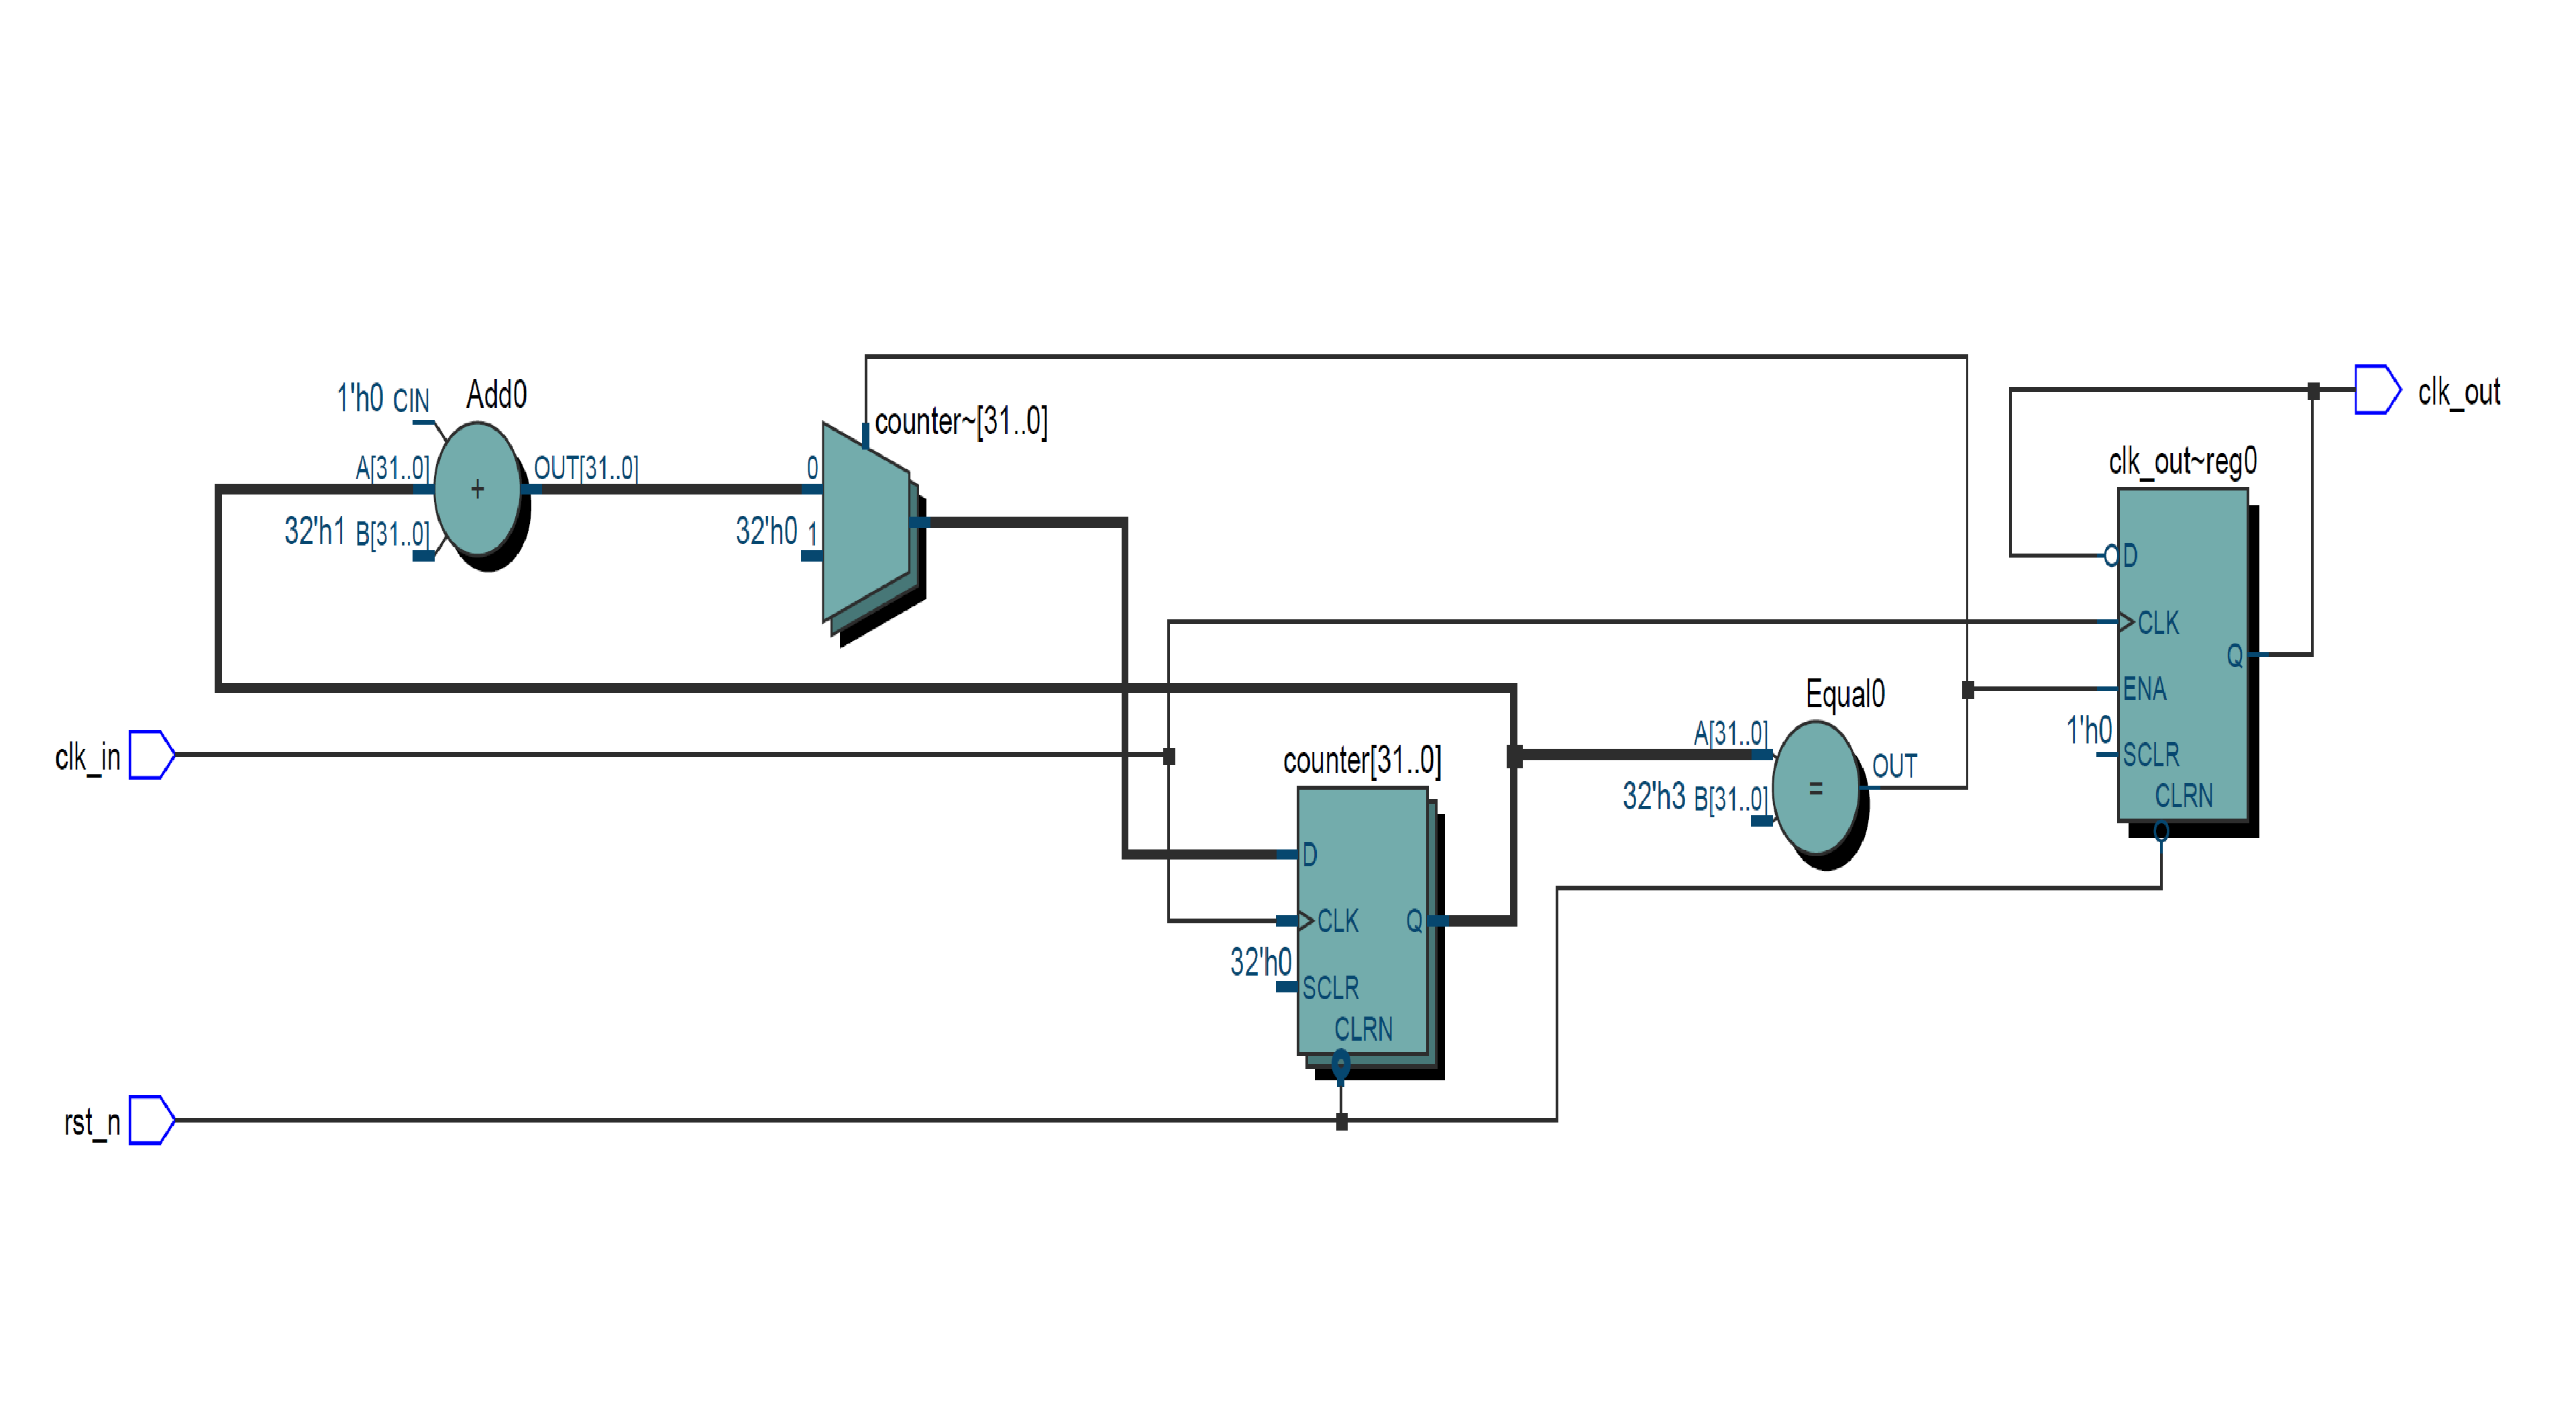 Add0
1'h0 CIN
A[31..0]
OUT[31..0]
32'h1 B[31..0]
+
counter~[31..0]
0
32'h0 1
clk_out
clk_out~reg0
D
CLK
Q
ENA
1'h0
SCLR
CLRN
Equal0
A[31..0]
OUT
32'h3 B[31..0]
=
clk_in
counter[31..0]
D
CLK
Q
32'h0
SCLR
CLRN
rst_n